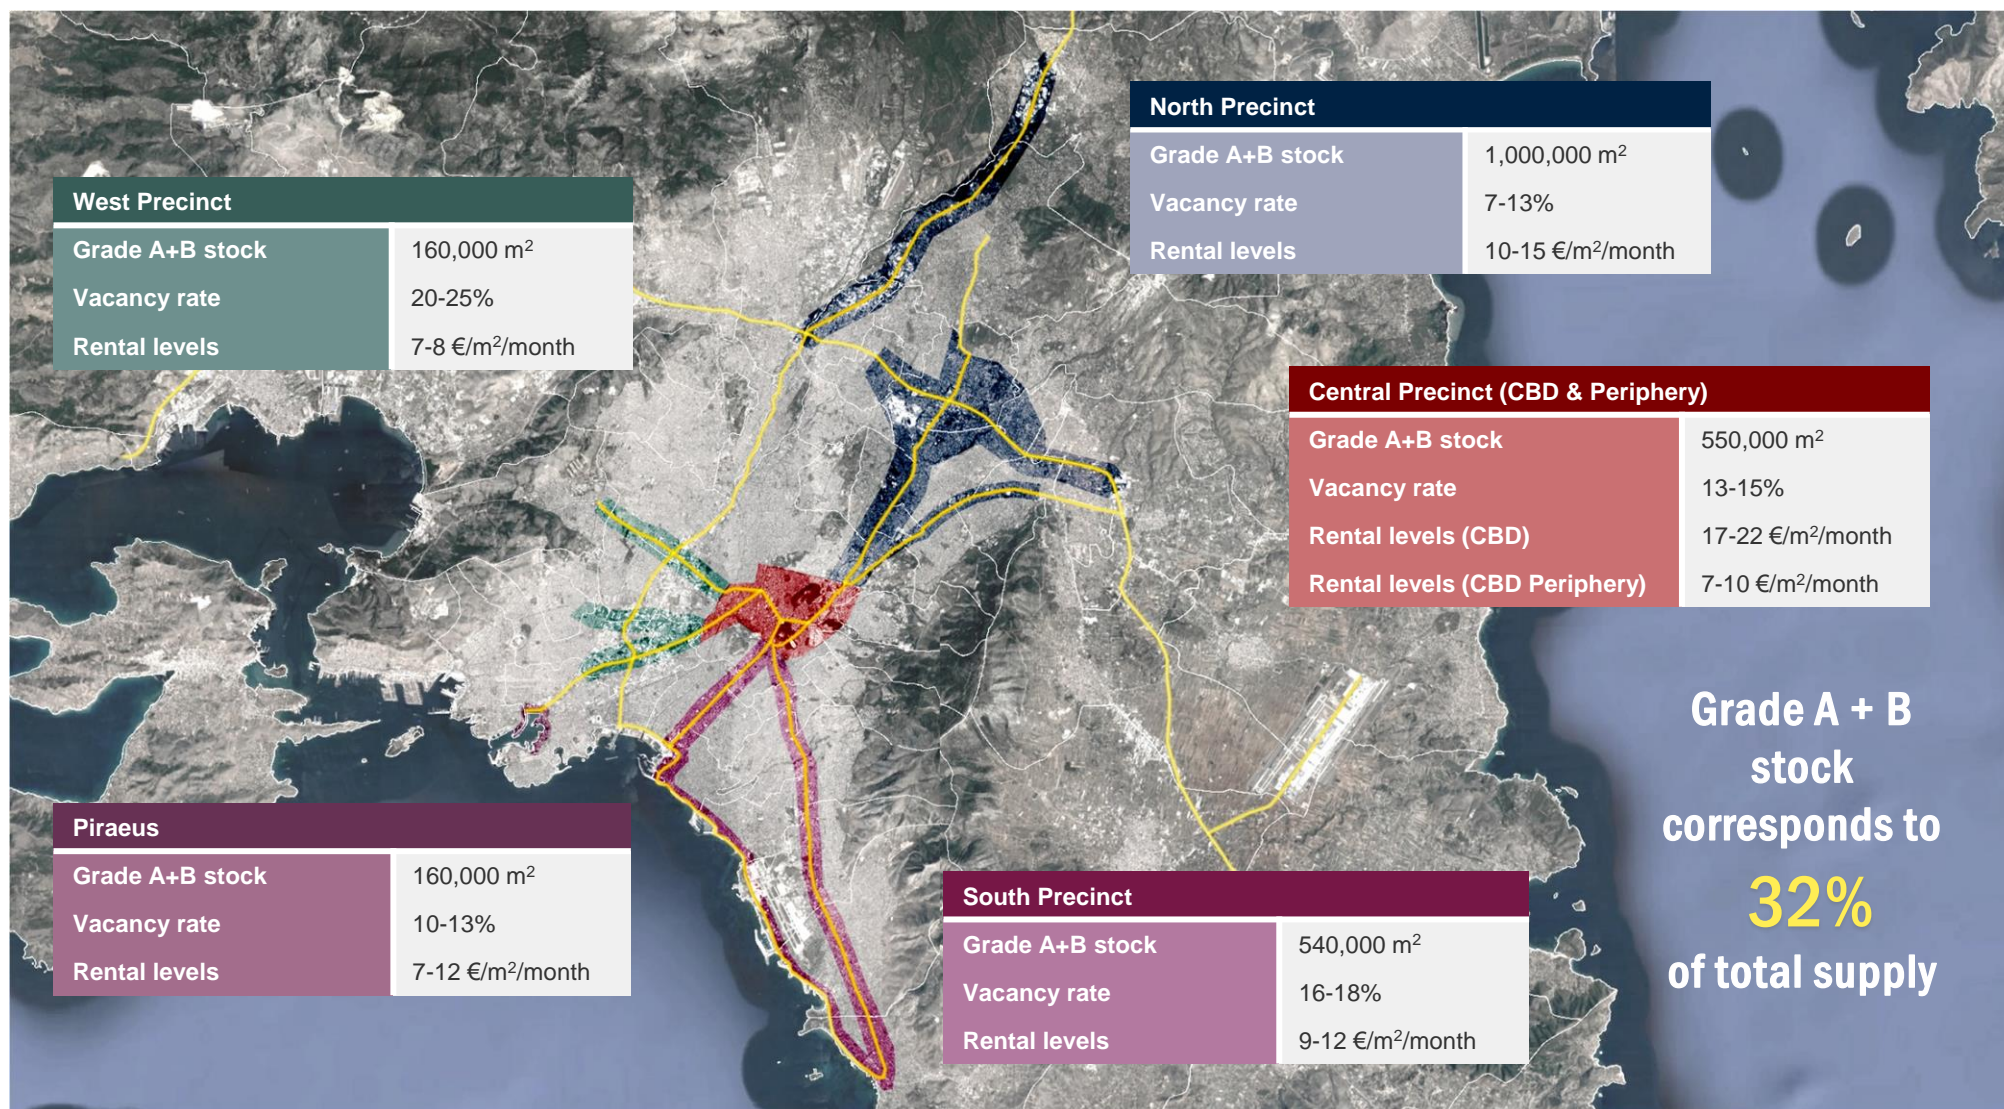 North Precinct
Grade A+B stock 1,000,000 m²
Vacancy rate 7-13%
Rental levels 10-15 €/m²/month
West Precinct
Grade A+B stock 160,000 m²
Vacancy rate 20-25%
Rental levels 7-8 €/m²/month
Central Precinct (CBD & Periphery)
Grade A+B stock 550,000 m²
Vacancy rate 13-15%
Rental levels (CBD) 17-22 €/m²/month
Rental levels (CBD Periphery) 7-10 €/m²/month
Piraeus
Grade A+B stock 160,000 m²
Vacancy rate 10-13%
Rental levels 7-12 €/m²/month
South Precinct
Grade A+B stock 540,000 m²
Vacancy rate 16-18%
Rental levels 9-12 €/m²/month
Grade A + B
stock
corresponds to
32%
of total supply